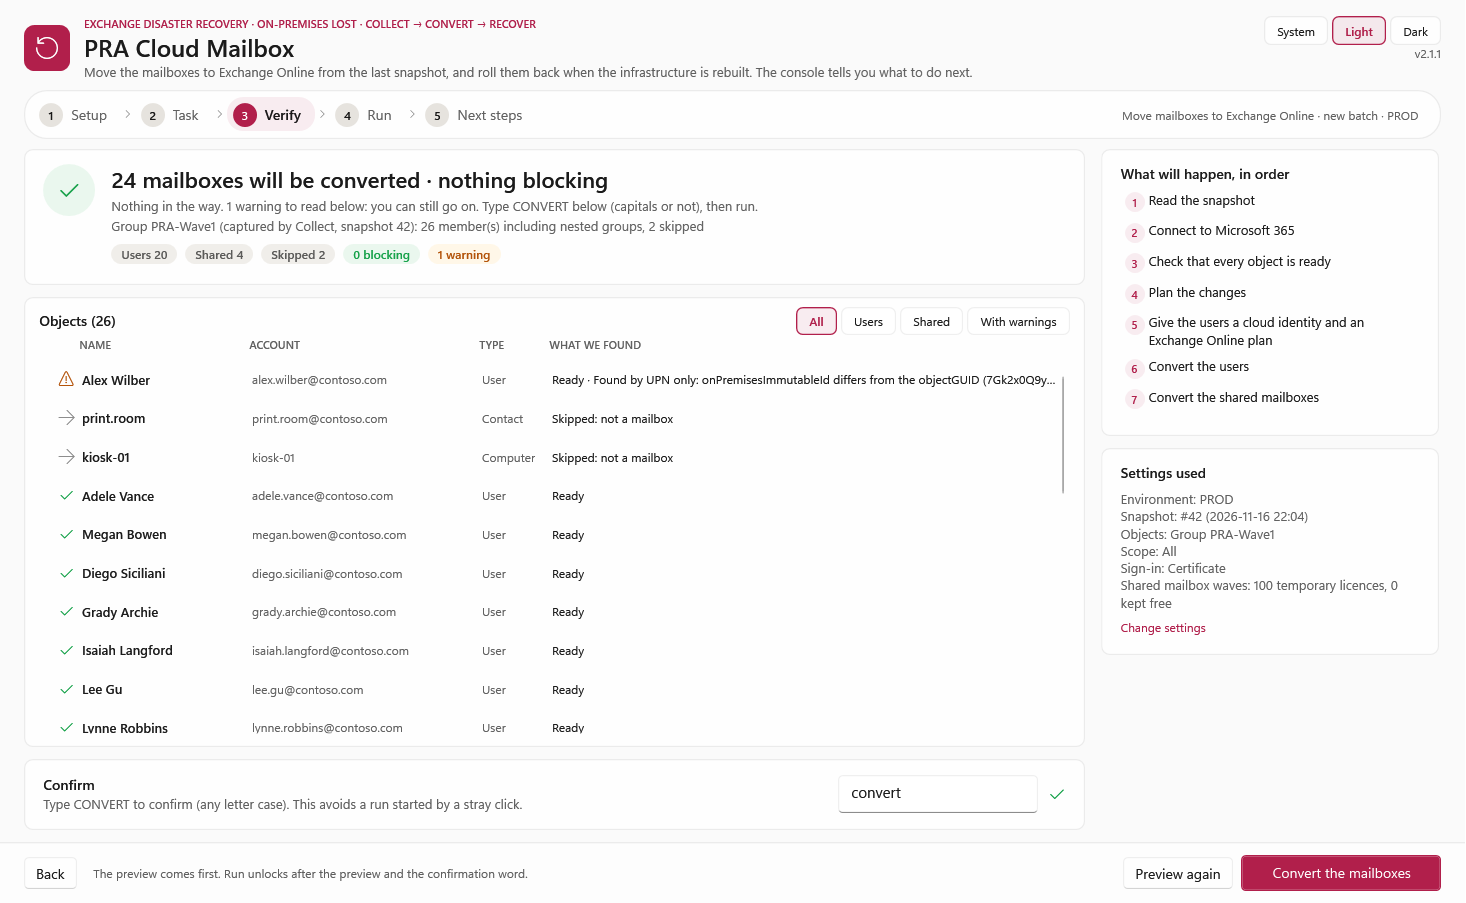 EXCHANGE DISASTER RECOVERY · ON-PREMISES LOST · COLLECT → CONVERT → RECOVER
PRA Cloud Mailbox
Move the mailboxes to Exchange Online from the last snapshot, and roll them back when the infrastructure is rebuilt. The console tells you what to do next.
System
Light
Dark
v2.1.1
1 Setup
2 Task
3 Verify
4 Run
5 Next steps
Move mailboxes to Exchange Online · new batch · PROD
24 mailboxes will be converted · nothing blocking
Nothing in the way. 1 warning to read below: you can still go on. Type CONVERT below (capitals or not), then run.
Group PRA-Wave1 (captured by Collect, snapshot 42): 26 member(s) including nested groups, 2 skipped
Users 20
Shared 4
Skipped 2
0 blocking
1 warning
Objects (26)
All
Users
Shared
With warnings
NAME ACCOUNT TYPE WHAT WE FOUND
Alex Wilber alex.wilber@contoso.com User Ready · Found by UPN only: onPremisesImmutableId differs from the objectGUID (7Gk2x0Q9y...
print.room print.room@contoso.com Contact Skipped: not a mailbox
kiosk-01 kiosk-01 Computer Skipped: not a mailbox
Adele Vance adele.vance@contoso.com User Ready
Megan Bowen megan.bowen@contoso.com User Ready
Diego Siciliani diego.siciliani@contoso.com User Ready
Grady Archie grady.archie@contoso.com User Ready
Isaiah Langford isaiah.langford@contoso.com User Ready
Lee Gu lee.gu@contoso.com User Ready
Lynne Robbins lynne.robbins@contoso.com User Ready
Confirm
Type CONVERT to confirm (any letter case). This avoids a run started by a stray click.
convert
What will happen, in order
1 Read the snapshot
2 Connect to Microsoft 365
3 Check that every object is ready
4 Plan the changes
5 Give the users a cloud identity and an
Exchange Online plan
6 Convert the users
7 Convert the shared mailboxes
Settings used
Environment: PROD
Snapshot: #42 (2026-11-16 22:04)
Objects: Group PRA-Wave1
Scope: All
Sign-in: Certificate
Shared mailbox waves: 100 temporary licences, 0
kept free
Change settings
Back
The preview comes first. Run unlocks after the preview and the confirmation word.
Preview again
Convert the mailboxes